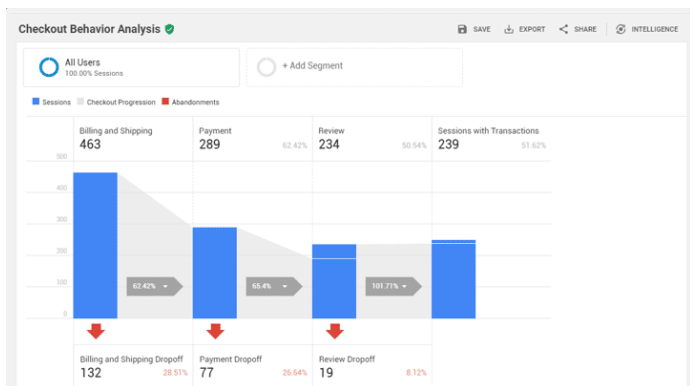 Checkout Behavior Analysis
SAVE EXPORT SHARE INTELLIGENCE
All Users
100.00% Sessions
+ Add Segment
Sessions Checkout Progression Abandonments
Billing and Shipping Payment Review Sessions with Transactions
463 289 62.42% 234 50.54% 239 51.62%
500
400
300
200
100
0
62.42% 65.4% 101.71%
Billing and Shipping Dropoff Payment Dropoff Review Dropoff
132 28.51% 77 26.64% 19 8.12%